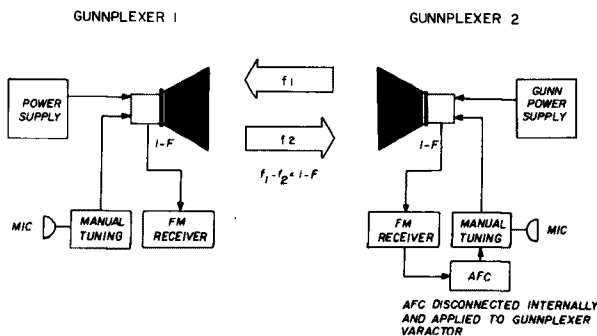 GUNNPLEXER 1
GUNNPLEXER 2
POWER
SUPPLY
I-F
MIC
MANUAL
TUNING
FM
RECEIVER
f1
f2
f1-f2= I-F
GUNN
POWER
SUPPLY
I-F
FM
RECEIVER
MANUAL
TUNING
MIC
AFC
AFC DISCONNECTED INTERNALLY
AND APPLIED TO GUNNPLEXER
VARACTOR